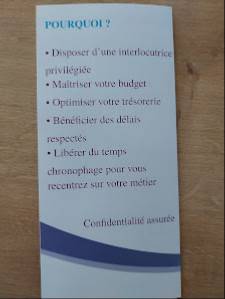 POURQUOI ?
• Disposer d'une interlocutrice
privilégiée
• Maîtriser votre budget
• Optimiser votre trésorerie
• Bénéficier des délais
respectés
• Libérer du temps
chronophage pour vous
recentrez sur votre métier
Confidentialité assurée